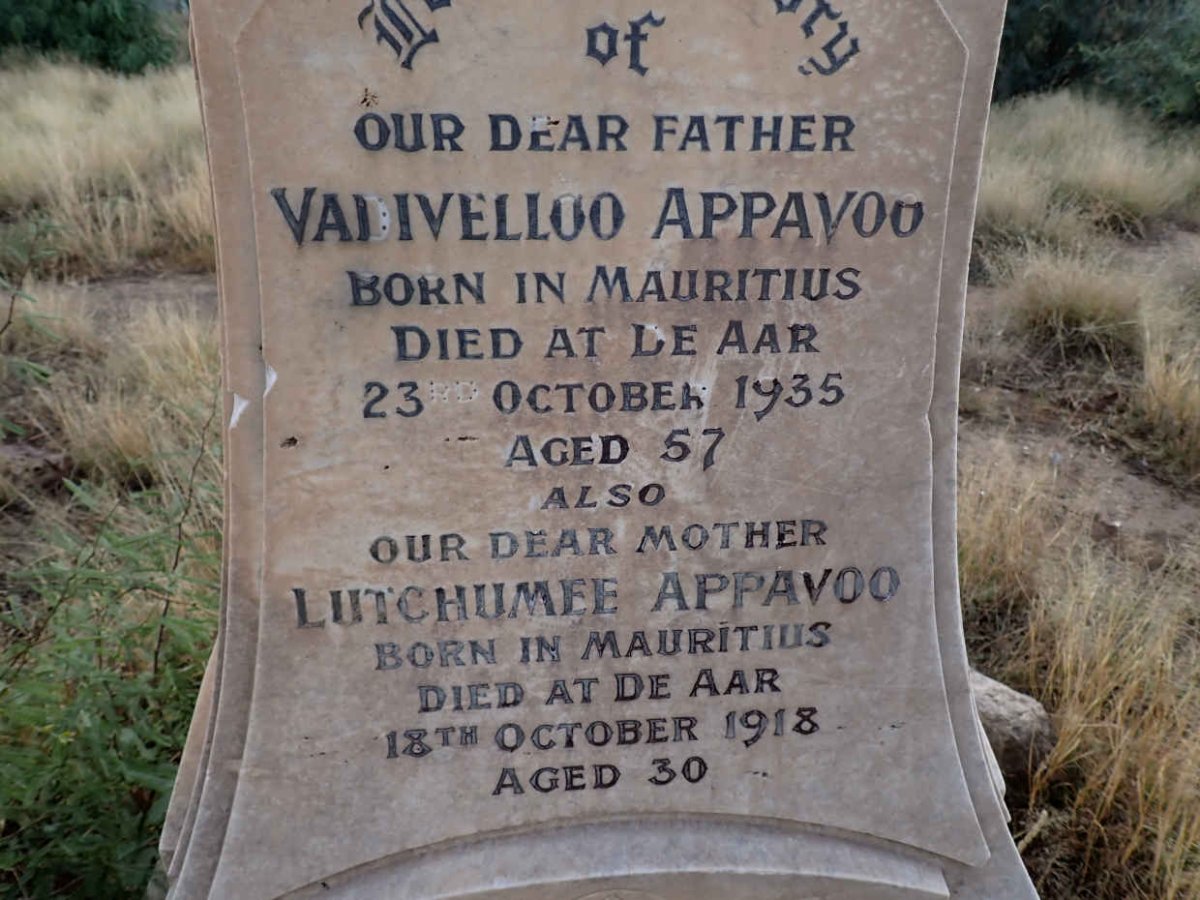 of
OUR DEAR FATHER
VADIVELLOO APPAVOO
BORN IN MAURITIUS
DIED AT DE AAR
23RD OCTOBER 1935
AGED 57
ALSO
OUR DEAR MOTHER
LUTCHUMEE APPAVOO
BORN IN MAURITIUS
DIED AT DE AAR
18TH OCTOBER 1918
AGED 30